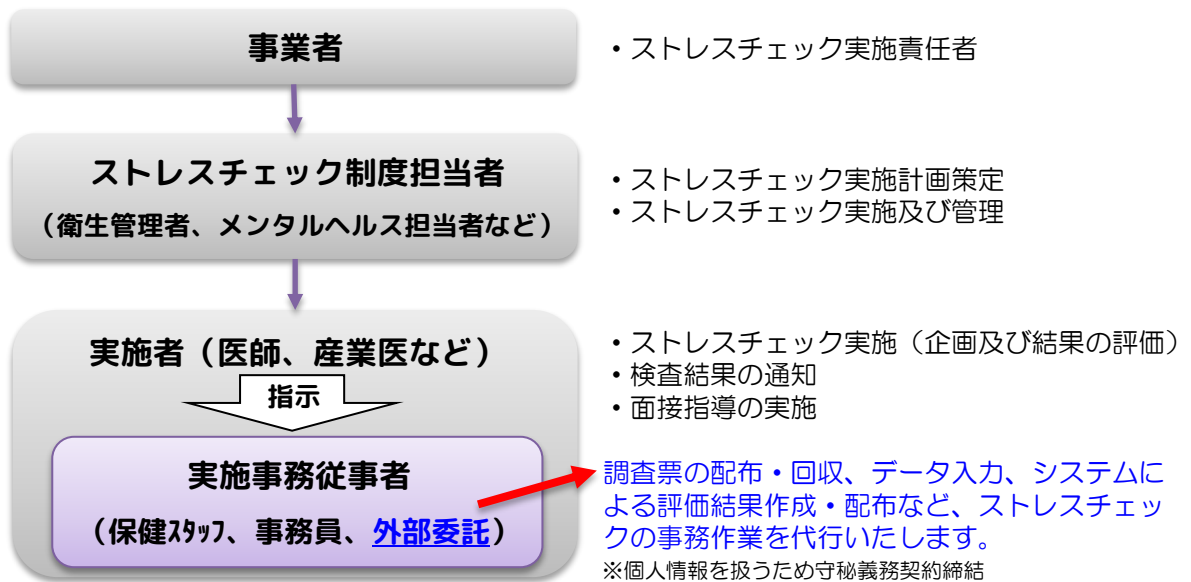 事業者
・ストレスチェック実施責任者
ストレスチェック制度担当者
（衛生管理者、メンタルヘルス担当者など）
・ストレスチェック実施計画策定
・ストレスチェック実施及び管理
実施者（医師、産業医など）
指示
・ストレスチェック実施（企画及び結果の評価）
・検査結果の通知
・面接指導の実施
実施事務従事者
（保健ｽﾀｯﾌ、事務員、外部委託）
調査票の配布・回収、データ入力、システムに
よる評価結果作成・配布など、ストレスチェッ
クの事務作業を代行いたします。
※個人情報を扱うため守秘義務契約締結